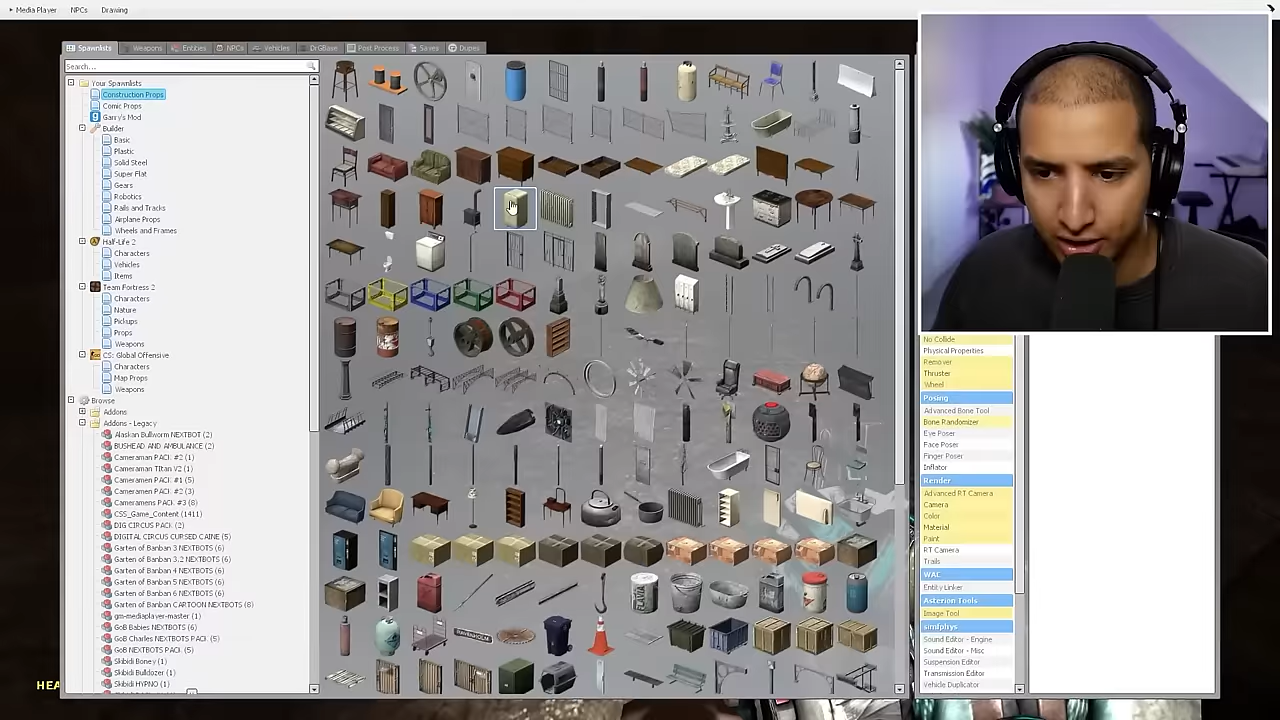 Media Player NPCs Drawing
Spawnlists Weapons Entities NPCs Vehicles DrGBase Post Process Saves Dupes
Search...
Your Spawnlists
Construction Props
Comic Props
Garry's Mod
Builder
Basic
Plastic
Solid Steel
Super Flat
Gears
Robotics
Rails and Tracks
Airplane Props
Wheels and Frames
Half-Life 2
Characters
Vehicles
Items
Team Fortress 2
Characters
Nature
Pickups
Props
Weapons
CS: Global Offensive
Characters
Map Props
Weapons
Browse
Addons
Addons - Legacy
Alaskan Bullworm NEXTBOT (2)
BUSHEAD AND AMBULANCE (2)
Cameraman PACK #2 (1)
Cameraman Titan V2 (1)
Cameramen PACK #1 (5)
Cameramen PACK #2 (3)
Cameramens PACK #3 (8)
CSS_Game_Content (1411)
DIG CIRCUS PACK (2)
DIGITAL CIRCUS CURSED CAINE (5)
Garten of Banban 3 NEXTBOTS (6)
Garten of Banban 3.2 NEXTBOTS (6)
Garten of Banban 4 NEXTBOTS (6)
Garten of Banban 5 NEXTBOTS (6)
Garten of Banban 6 NEXTBOTS (6)
Garten of Banban CARTOON NEXTBOTS (8)
gm-mediaplayer-master (1)
GoB Babies NEXTBOTS (6)
GoB Charles NEXTBOTS PACK (5)
GoB NEXTBOTS PACK (5)
Skibidi Boney (1)
Skibidi Bulldozer (1)
Skibidi HYPNO (1)
RAVENHOLM
HEA
No Collide
Physical Properties
Remover
Thruster
Wheel
Posing
Advanced Bone Tool
Bone Randomizer
Eye Poser
Face Poser
Finger Poser
Inflator
Render
Advanced RT Camera
Camera
Color
Material
Paint
RT Camera
Trails
WAC
Entity Linker
Asterion Tools
Image Tool
simfphys
Sound Editor - Engine
Sound Editor - Misc
Suspension Editor
Transmission Editor
Vehicle Duplicator